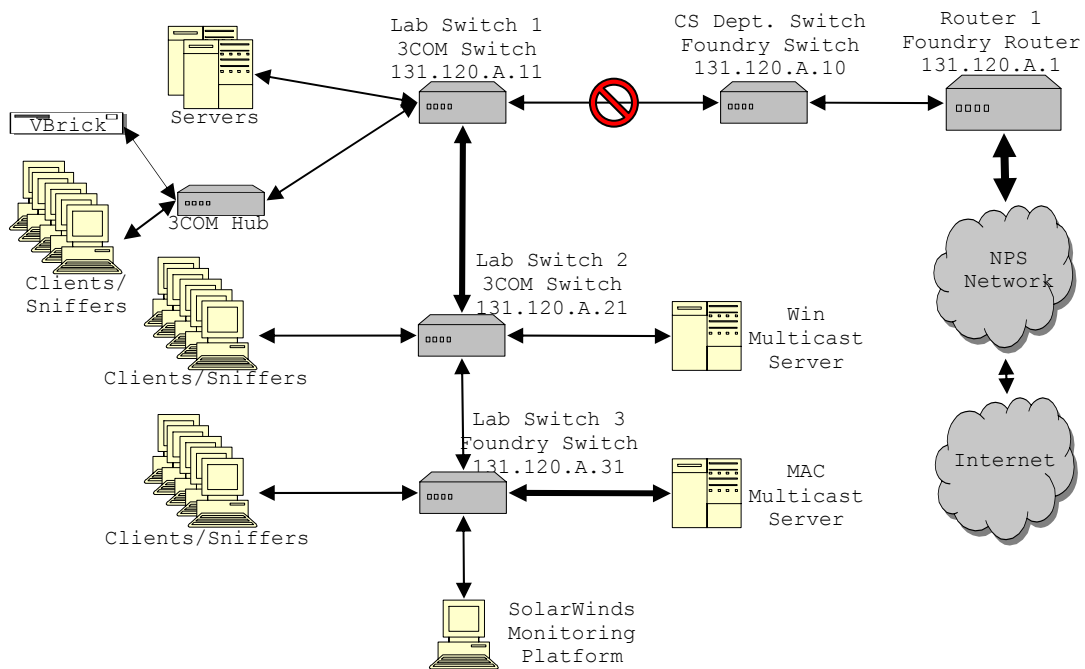 Lab Switch 1
3COM Switch
131.120.A.11
CS Dept. Switch
Foundry Switch
131.120.A.10
Router 1
Foundry Router
131.120.A.1
Servers
VBrick
3COM Hub
Clients/
Sniffers
Lab Switch 2
3COM Switch
131.120.A.21
NPS
Network
Win
Multicast
Server
Clients/Sniffers
Lab Switch 3
Foundry Switch
131.120.A.31
Internet
MAC
Multicast
Server
Clients/Sniffers
SolarWinds
Monitoring
Platform